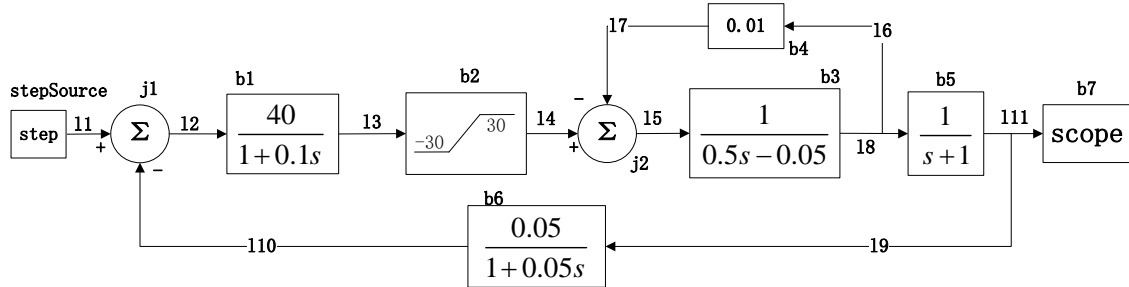 17
0.01
16
b4
stepSource
j1
b1
b2
b3
b5
b7
step
11
+
Σ
-
12
40
1+0.1s
13
-30
30
14
-
+
Σ
j2
15
1
0.5s-0.05
18
1
s+1
111
scope
b6
0.05
1+0.05s
110
19